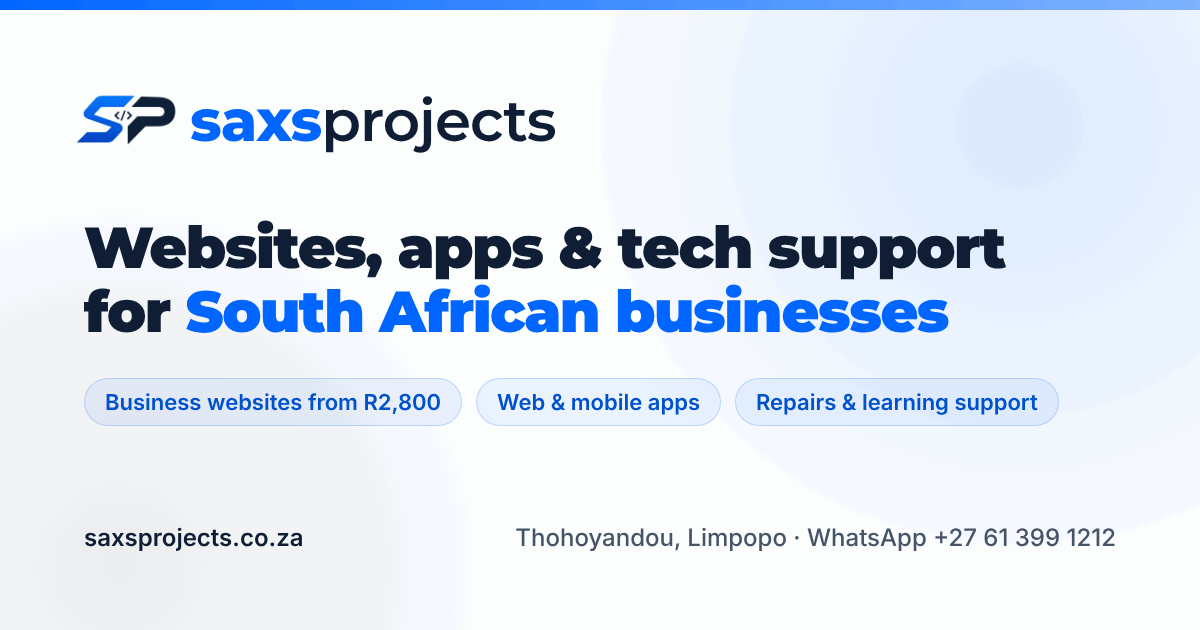 SP </>
saxsprojects
Websites, apps & tech support
for South African businesses
Business websites from R2,800
Web & mobile apps
Repairs & learning support
saxsprojects.co.za
Thohoyandou, Limpopo · WhatsApp +27 61 399 1212